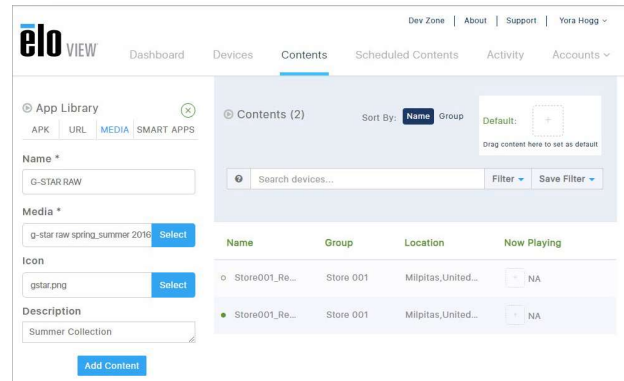 Dev Zone | About | Support | Yora Hogg
elo VIEW
Dashboard Devices Contents Scheduled Contents Activity Accounts
App Library
APK URL MEDIA SMART APPS
Name *
G-STAR RAW
Media *
g-star raw spring_summer 2016 Select
Icon
gstar.png Select
Description
Summer Collection
Add Content
Contents (2)
Sort By: Name Group
Default: +
Drag content here to set as default
? Search devices... Filter Save Filter
Name Group Location Now Playing
Store001_Re... Store 001 Milpitas,United... + NA
Store001_Re... Store 001 Milpitas,United... + NA